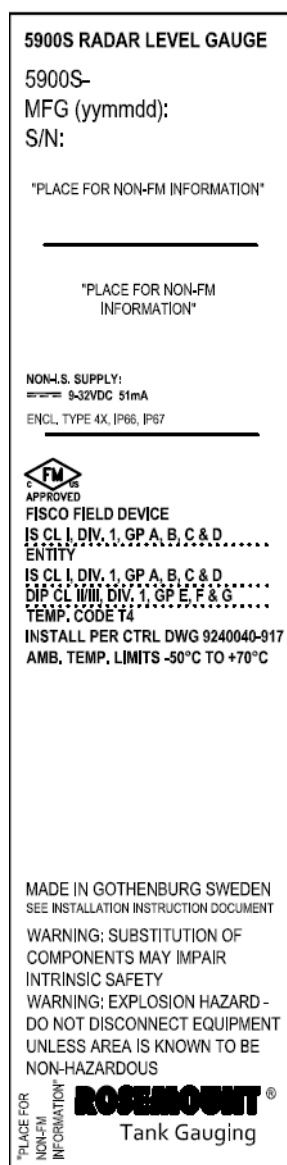 5900S RADAR LEVEL GAUGE
5900S-
MFG (yymmdd):
S/N:
"PLACE FOR NON-FM INFORMATION"
"PLACE FOR NON-FM
INFORMATION"
NON-I.S. SUPPLY:
9-32VDC 51mA
ENCL, TYPE 4X, IP66, IP67
C FM US
APPROVED
FISCO FIELD DEVICE
IS CL I, DIV. 1, GP A, B, C & D
ENTITY
IS CL I, DIV. 1, GP A, B, C & D
DIP CL II/III, DIV. 1, GP E, F & G
TEMP. CODE T4
INSTALL PER CTRL DWG 9240040-917
AMB, TEMP, LIMITS -50°C TO +70°C
MADE IN GOTHENBURG SWEDEN
SEE INSTALLATION INSTRUCTION DOCUMENT
WARNING: SUBSTITUTION OF
COMPONENTS MAY IMPAIR
INTRINSIC SAFETY
WARNING: EXPLOSION HAZARD -
DO NOT DISCONNECT EQUIPMENT
UNLESS AREA IS KNOWN TO BE
NON-HAZARDOUS
"PLACE FOR
NON-FM
INFORMATION"
ROSEMOUNT ®
Tank Gauging